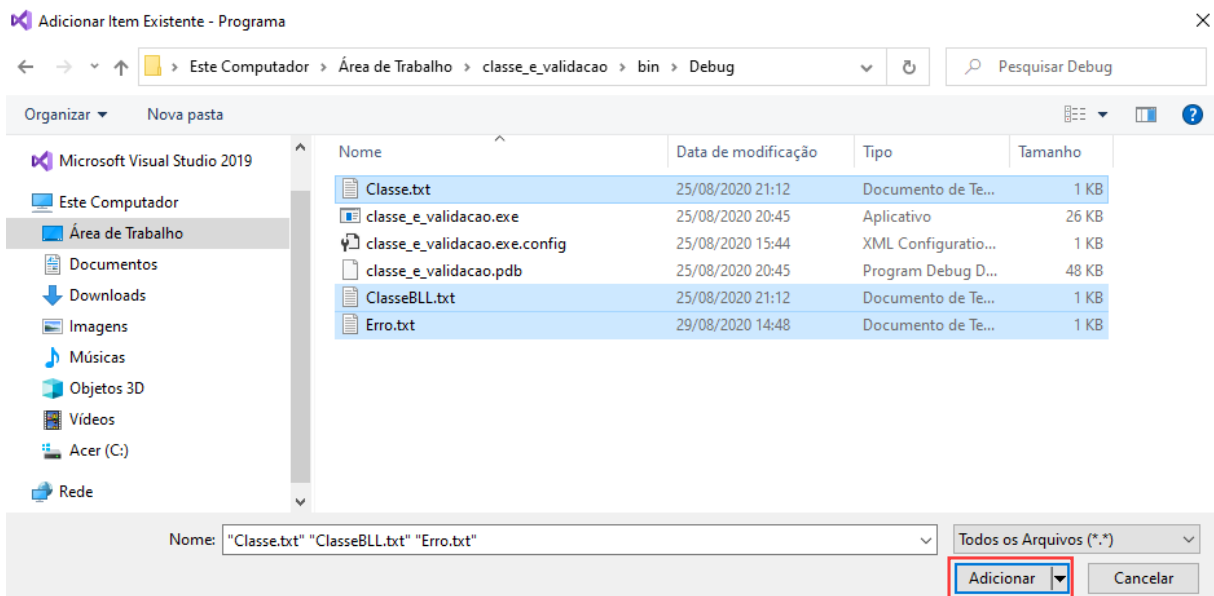 Adicionar Item Existente - Programa
Este Computador > Área de Trabalho > classe_e_validacao > bin > Debug
Pesquisar Debug
Organizar
Nova pasta
Microsoft Visual Studio 2019
Este Computador
Área de Trabalho
Documentos
Downloads
Imagens
Músicas
Objetos 3D
Vídeos
Acer (C:)
Rede
Nome Data de modificação Tipo Tamanho
Classe.txt 25/08/2020 21:12 Documento de Te... 1 KB
classe_e_validacao.exe 25/08/2020 20:45 Aplicativo 26 KB
classe_e_validacao.exe.config 25/08/2020 15:44 XML Configuratio... 1 KB
classe_e_validacao.pdb 25/08/2020 20:45 Program Debug D... 48 KB
ClasseBLL.txt 25/08/2020 21:12 Documento de Te... 1 KB
Erro.txt 29/08/2020 14:48 Documento de Te... 1 KB
Nome: "Classe.txt" "ClasseBLL.txt" "Erro.txt"
Todos os Arquivos (*.*)
Adicionar
Cancelar